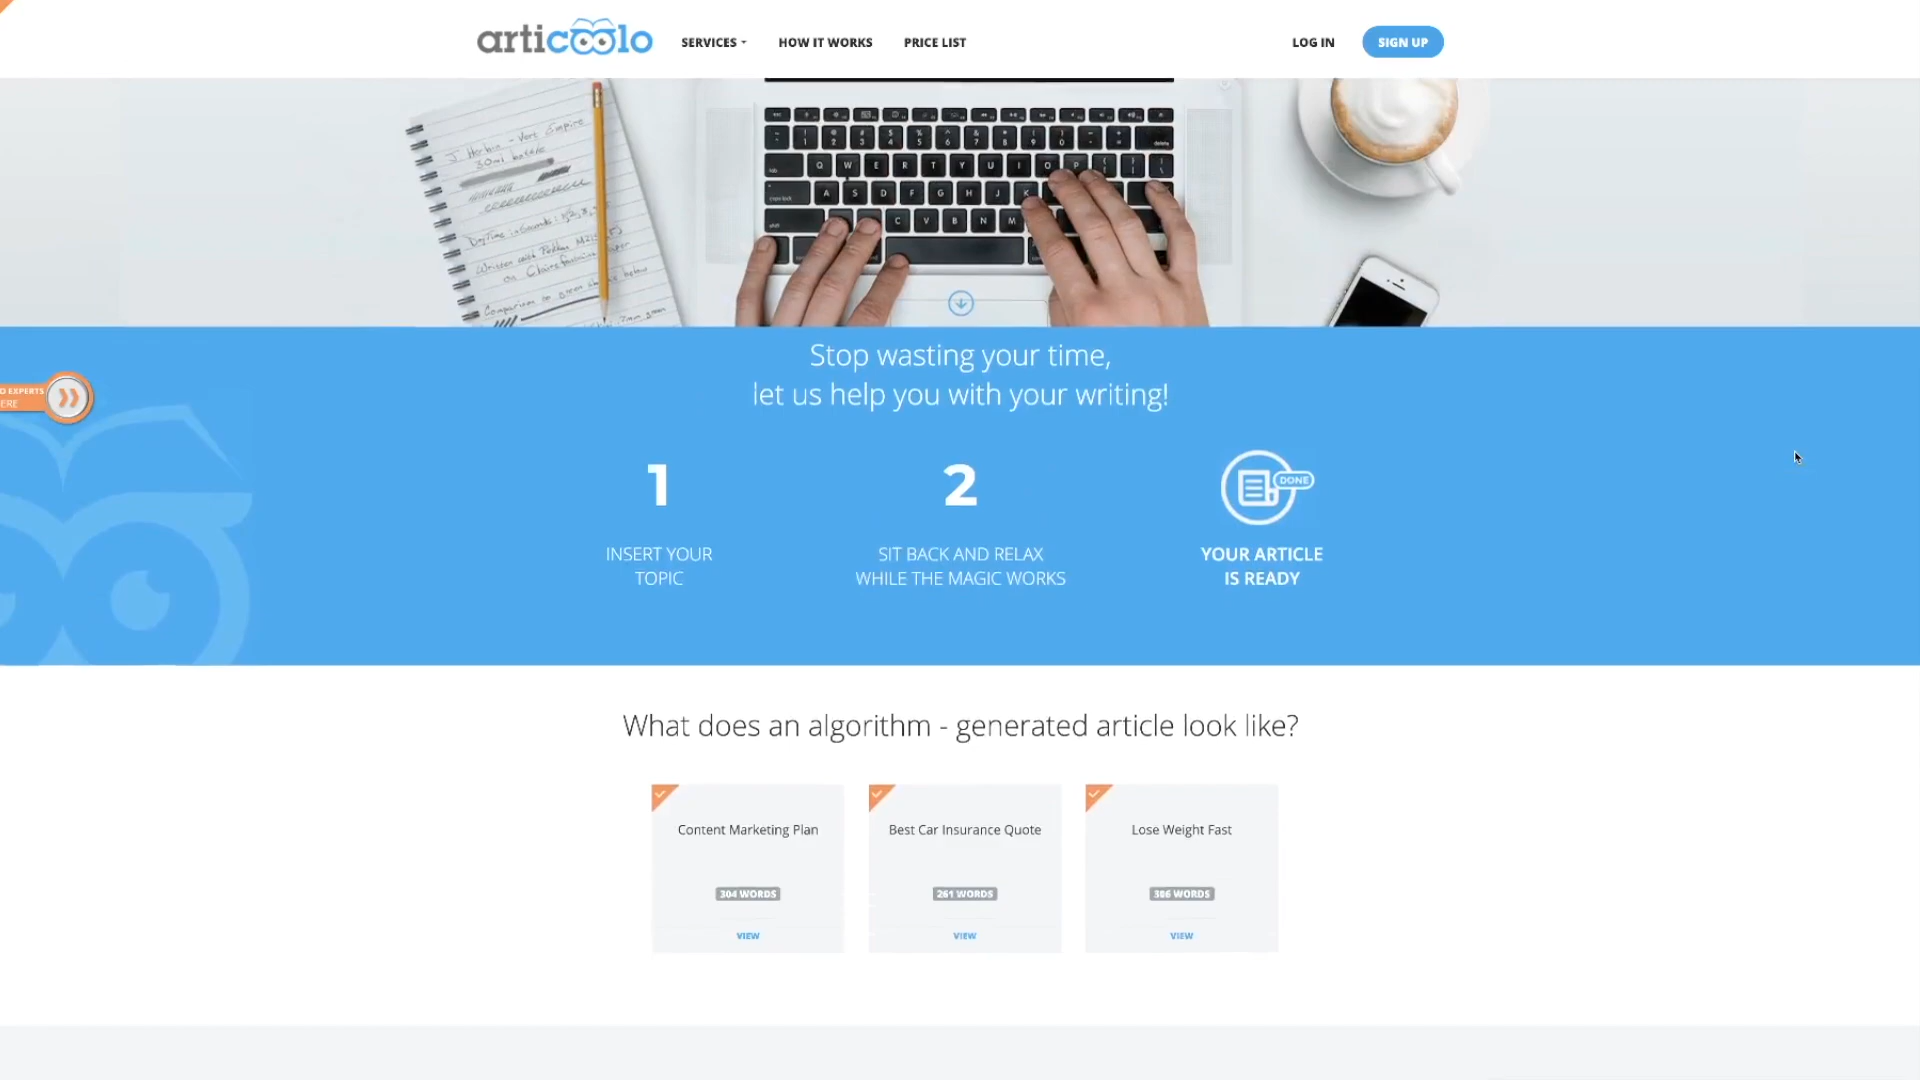 articoolo
SERVICES
HOW IT WORKS
PRICE LIST
LOG IN
SIGN UP
Stop wasting your time,
let us help you with your writing!
EXPERTS
ERE
1
2
DONE
INSERT YOUR
TOPIC
SIT BACK AND RELAX
WHILE THE MAGIC WORKS
YOUR ARTICLE
IS READY
What does an algorithm - generated article look like?
Content Marketing Plan
304 WORDS
VIEW
Best Car Insurance Quote
261 WORDS
VIEW
Lose Weight Fast
386 WORDS
VIEW